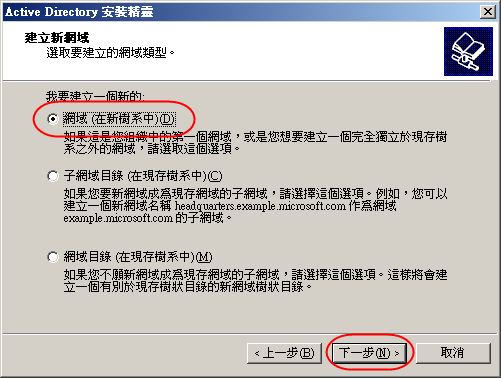 Active Directory 安裝精靈
建立新網域
選取要建立的網域類型。
我要建立一個新的:
網域 (在新樹系中)(D)
如果這是您組織中的第一個網域，或是您想要建立一個完全獨立於現存樹
系之外的網域，請選取這個選項。
子網域目錄 (在現存樹系中)(C)
如果您要新網域成為現存網域的子網域，請選擇這個選項。例如，您可以
建立一個新網域名稱 headquarters.example.microsoft.com 作為網域
example.microsoft.com 的子網域。
網域目錄 (在現存樹系中)(M)
如果您不願新網域成為現存網域的子網域，請選擇這個選項。這樣將會建
立一個有別於現存樹狀目錄的新網域樹狀目錄。
< 上一步(B)
下一步(N) >
取消